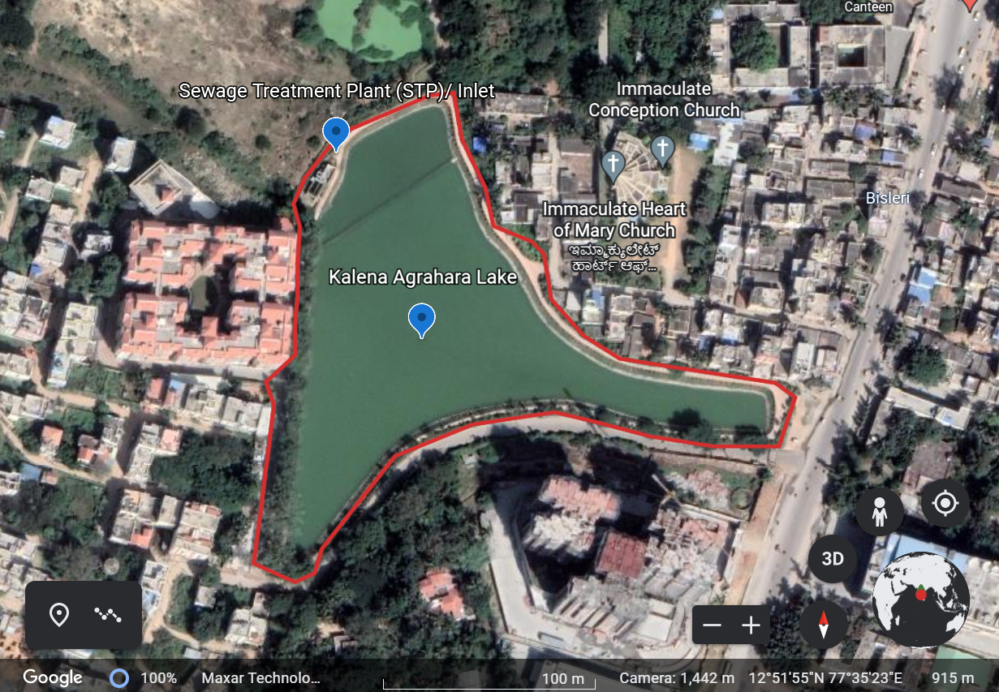 Canteen
Sewage Treatment Plant (STP)/ Inlet
Immaculate
Conception Church
Bisleri
Immaculate Heart
of Mary Church
ಇಮ್ಮಾಕ್ಯುಲೇಟ್
ಹಾರ್ಟ್ ಆಫ್...
Kalena Agrahara Lake
3D
Google
100%
Maxar Technolo...
100 m
Camera: 1,442 m
12°51'55"N 77°35'23"E
915 m